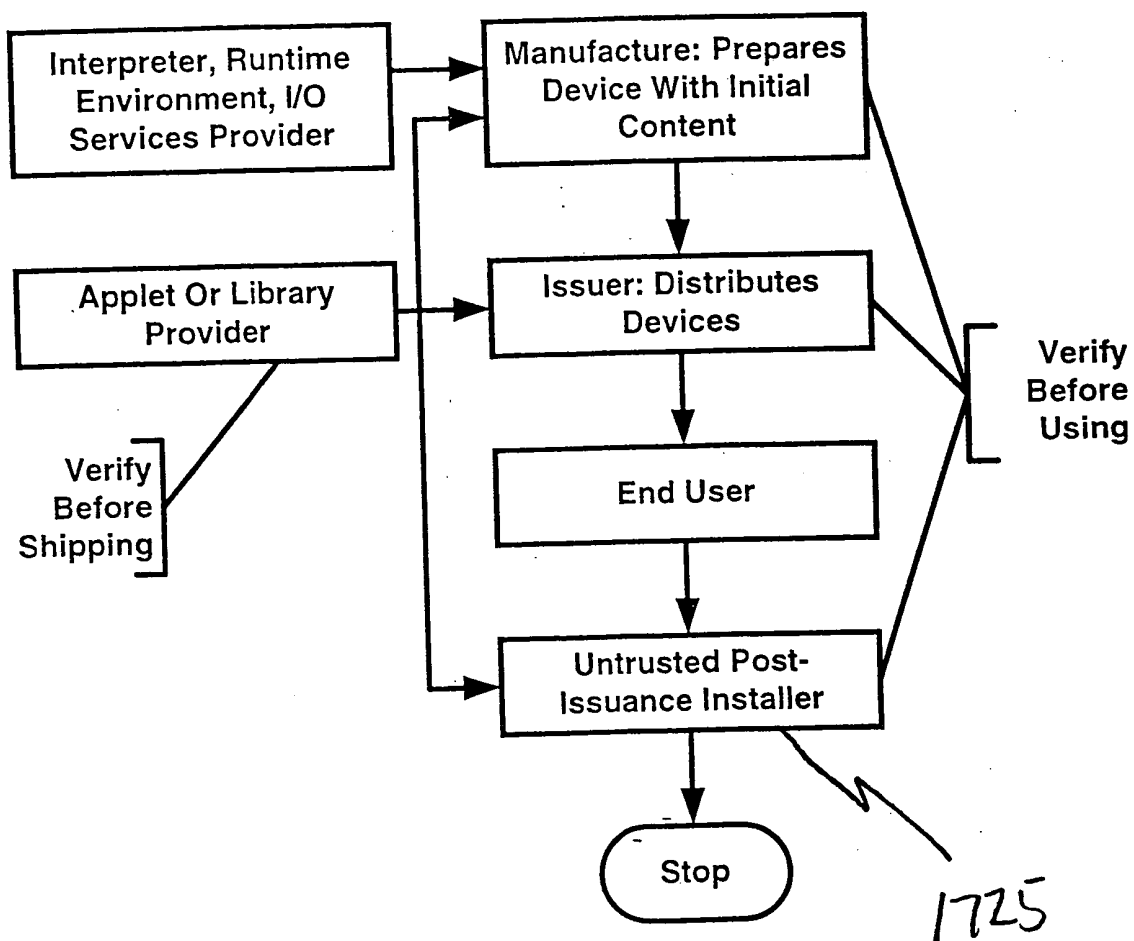 Interpreter, Runtime
Environment, I/O
Services Provider
Manufacture: Prepares
Device With Initial
Content
Applet Or Library
Provider
Issuer: Distributes
Devices
Verify
Before
Using
Verify
Before
Shipping
End User
Untrusted Post-
Issuance Installer
Stop
1725